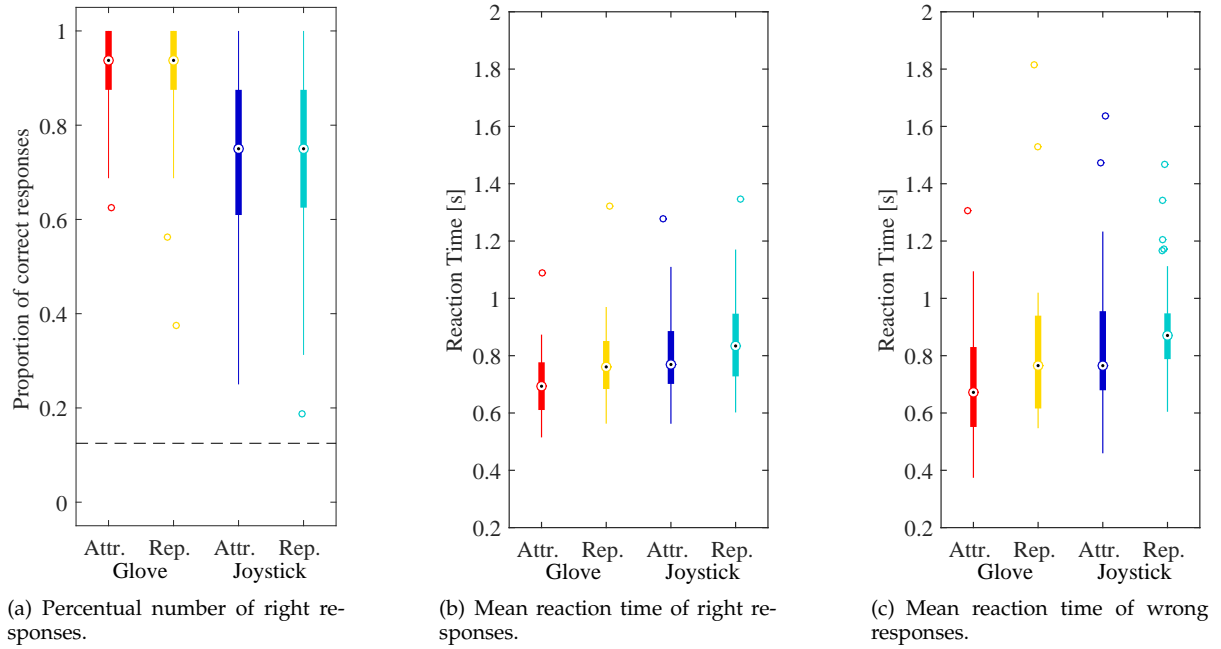 Proportion of correct responses
1
0.8
0.6
0.4
0.2
0
Attr. Rep. Attr. Rep.
Glove Joystick
(a) Percentual number of right re-
sponses.
Reaction Time [s]
2
1.8
1.6
1.4
1.2
1
0.8
0.6
0.4
0.2
Attr. Rep. Attr. Rep.
Glove Joystick
(b) Mean reaction time of right re-
sponses.
Reaction Time [s]
2
1.8
1.6
1.4
1.2
1
0.8
0.6
0.4
0.2
Attr. Rep. Attr. Rep.
Glove Joystick
(c) Mean reaction time of wrong
responses.